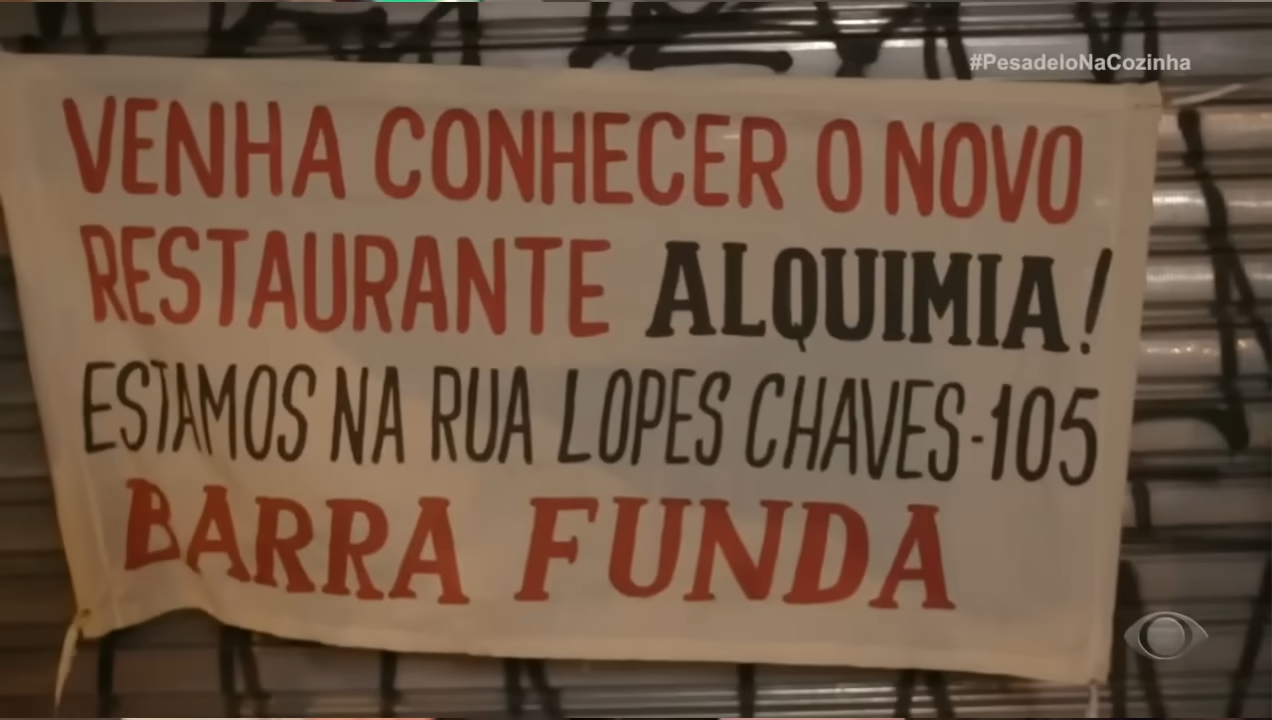 #PesadeloNaCozinha
VENHA CONHECER O NOVO
RESTAURANTE ALQUIMIA!
ESTAMOS NA RUA LOPES CHAVES-105
BARRA FUNDA